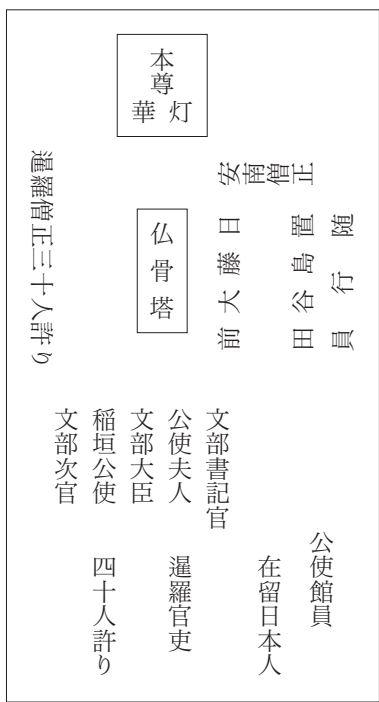 本尊
華灯
安南僧正
日置
藤島
大谷
前田
随行員
仏骨塔
暹羅僧正三十人許り
公使館員
在留日本人
文部書記官
公使夫人
暹羅官吏
文部大臣
稲垣公使
四十人許り
文部次官